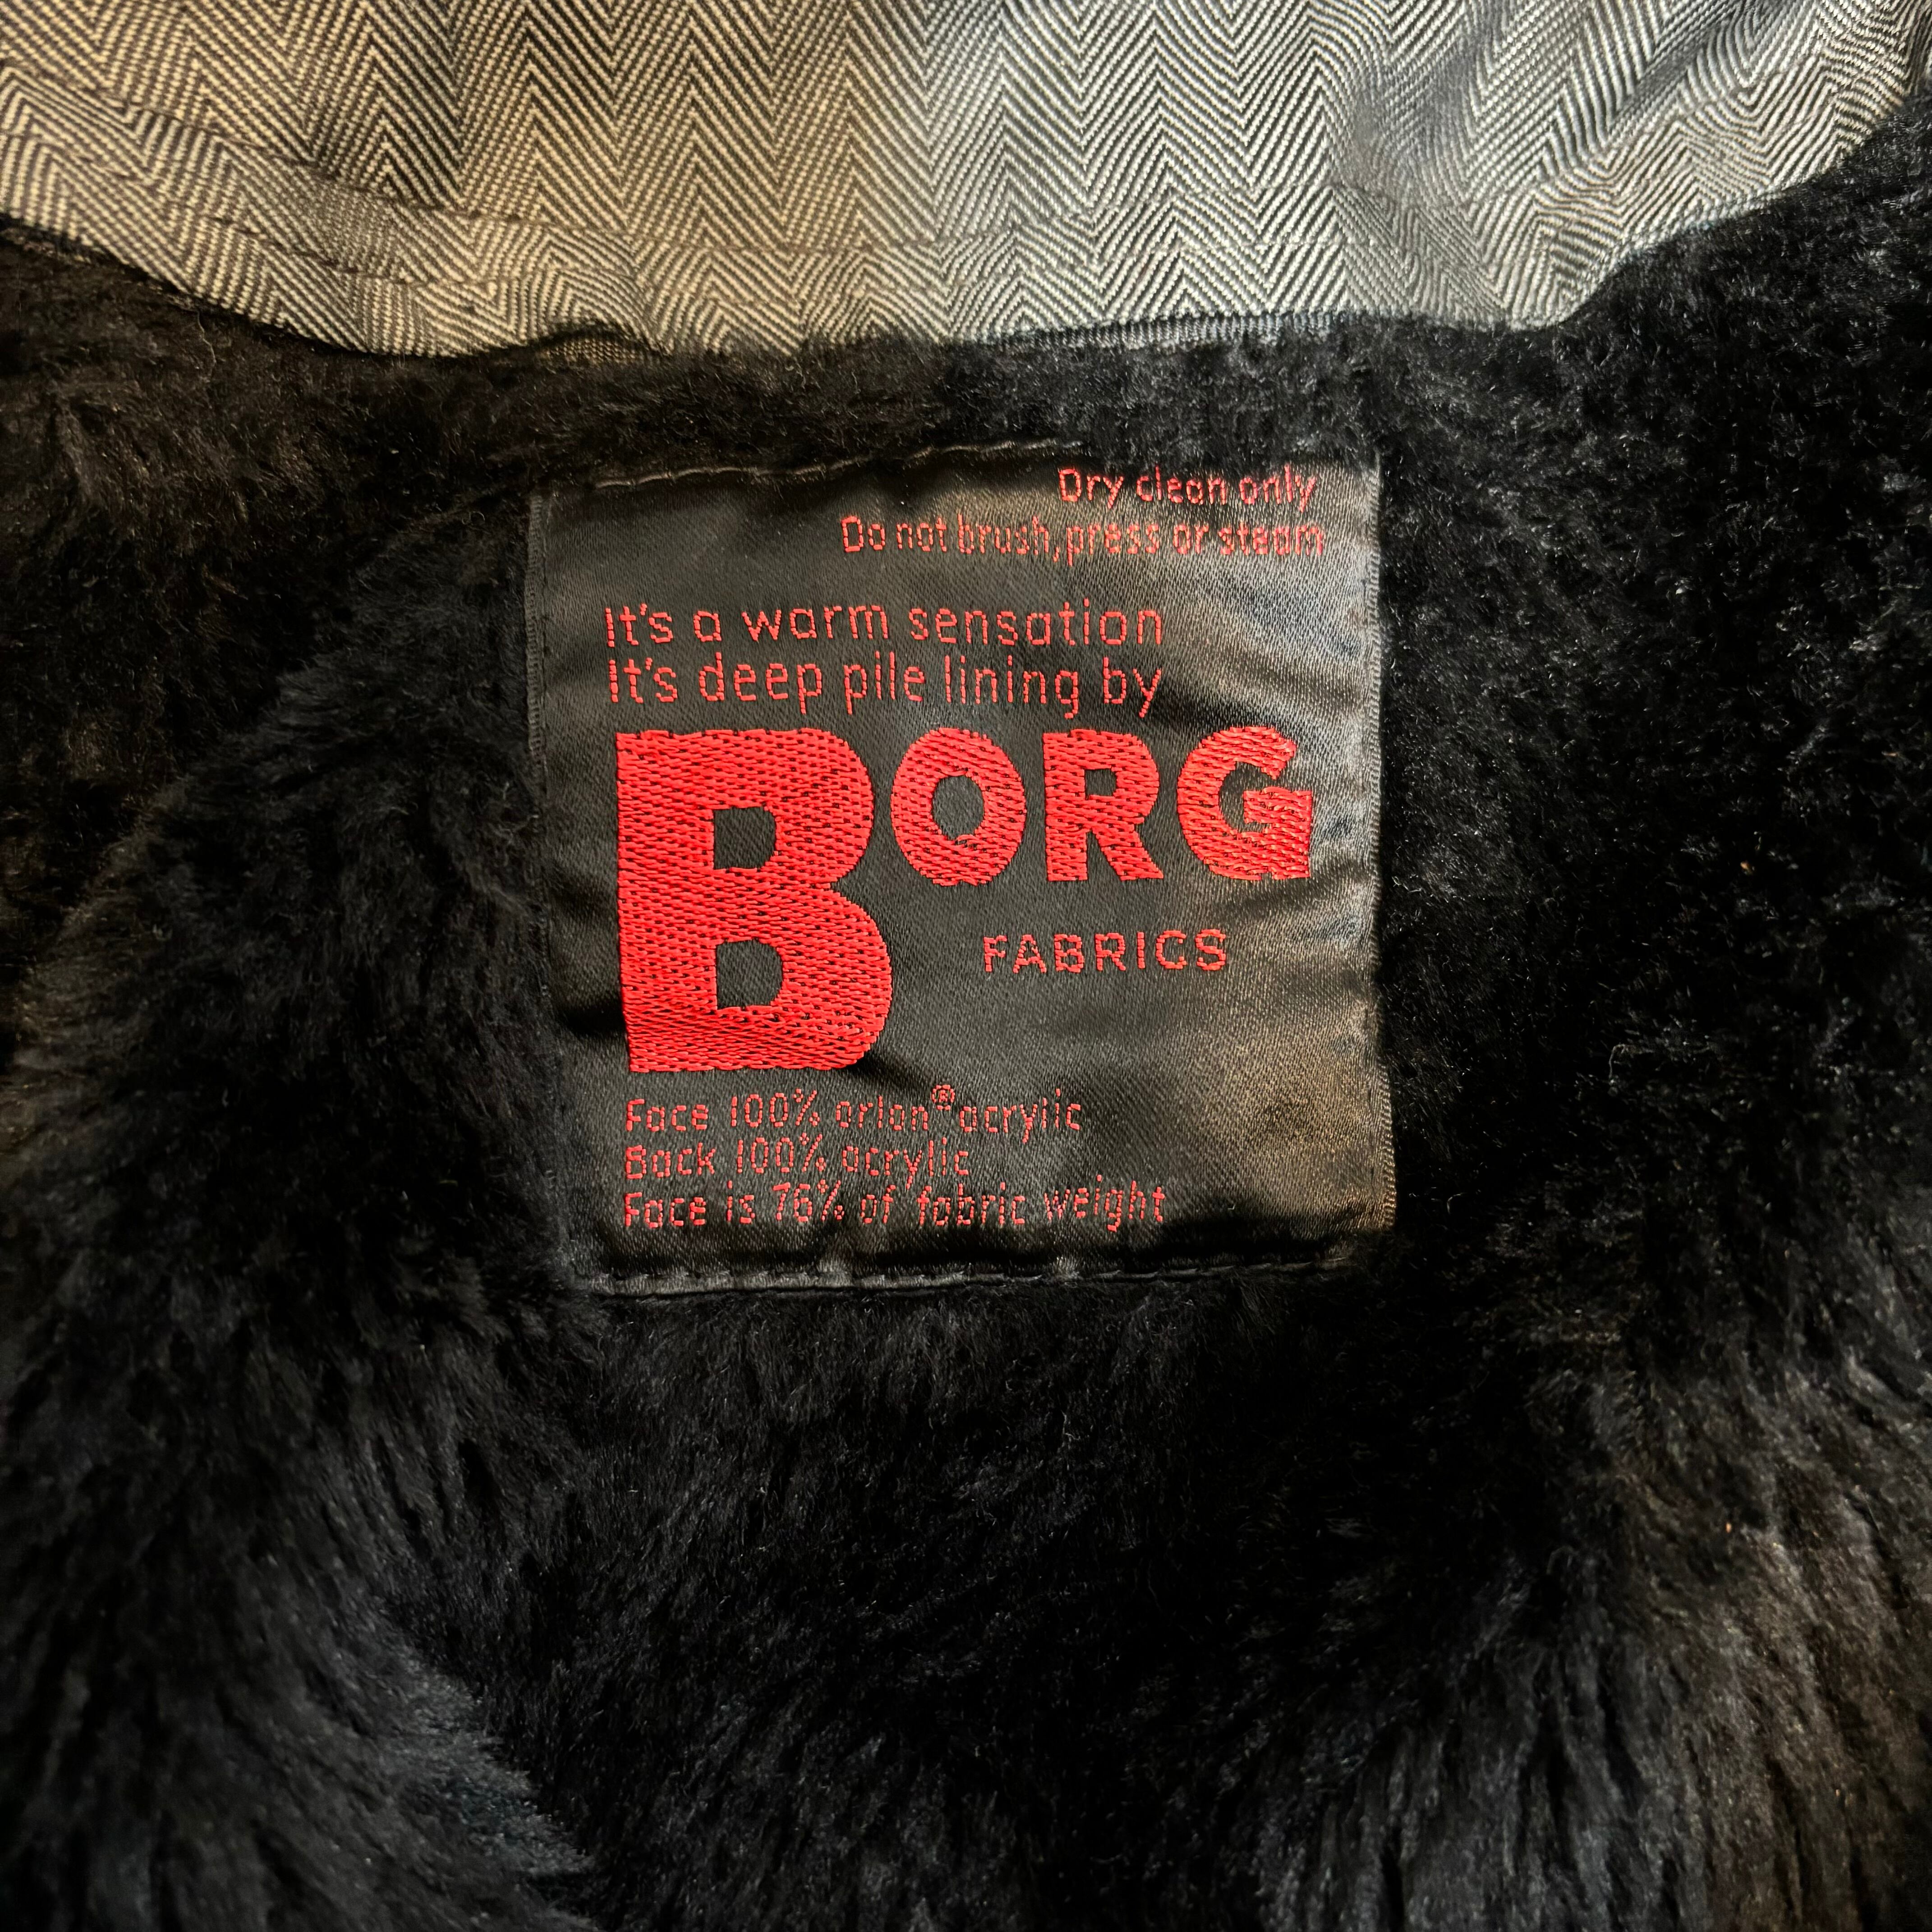 Dry clean only
Do not brush, press or steam
It's a warm sensation
It's deep pile lining by
BORG
FABRICS
Face 100% orlon® acrylic
Back 100% acrylic
Face is 76% of fabric weight